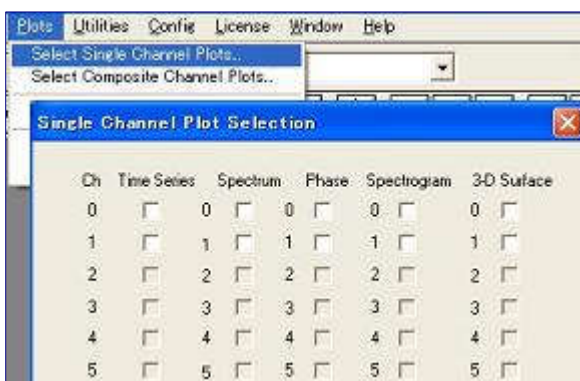 Plots Utilities Config License Window Help
Select Single Channel Plots..
Select Composite Channel Plots..
Single Channel Plot Selection
Ch Time Series Spectrum Phase Spectrogram 3-D Surface
0 0 0 0 0
1 1 1 1 1
2 2 2 2 2
3 3 3 3 3
4 4 4 4 4
5 5 5 5 5